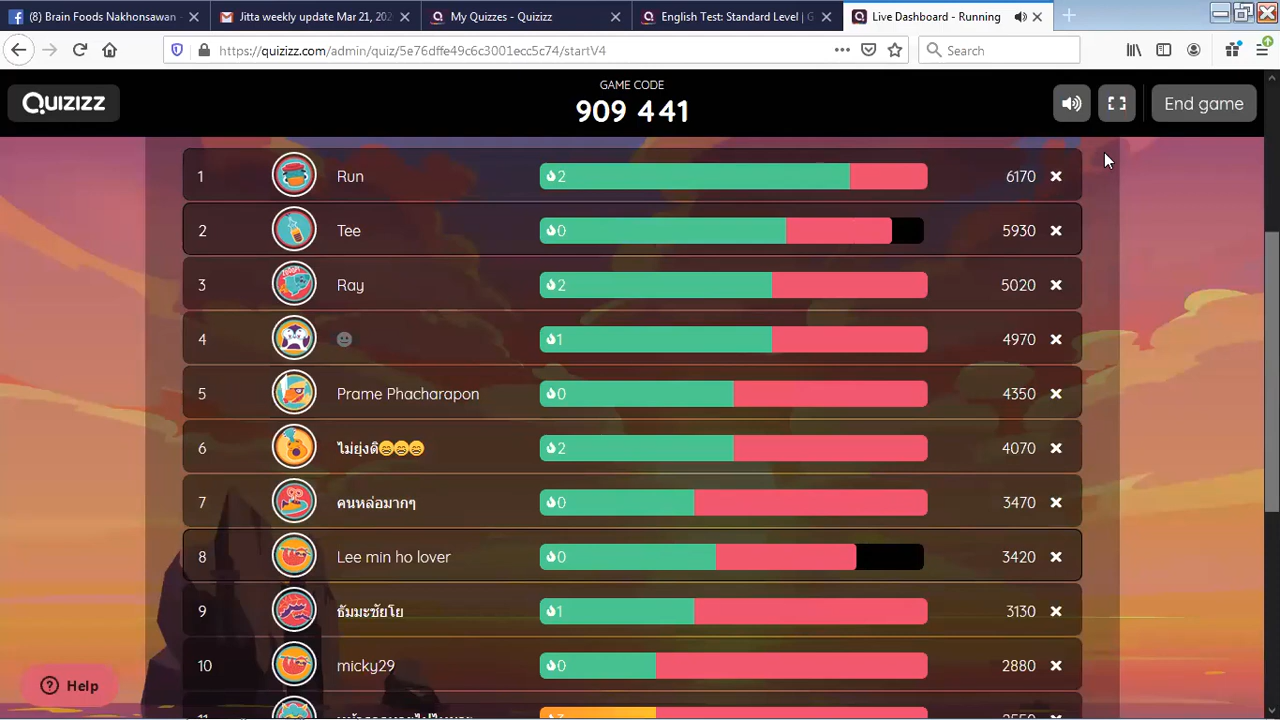 (8) Brain Foods Nakhonsawan -
Jitta weekly update Mar 21, 202
My Quizzes - Quizizz
English Test: Standard Level | G
Live Dashboard - Running
https://quizizz.com/admin/quiz/5e76dffe49c6c3001ecc5c74/startV4
Search
Quizizz
GAME CODE
909 441
End game
1 Run 2 6170
2 Tee 0 5930
3 Ray 2 5020
4 😐 1 4970
5 Prame Phacharapon 0 4350
6 ไม่ยุ่งดิ😄😄😄 2 4070
7 คนหล่อมากๆ 0 3470
8 Lee min ho lover 0 3420
9 ธัมมะชัยโย 1 3130
10 micky29 0 2880
Help